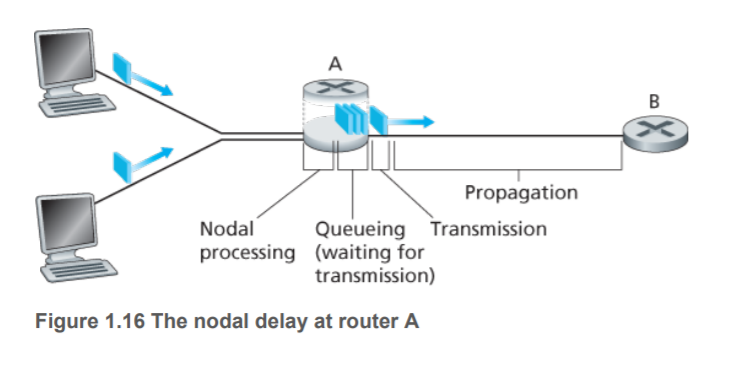 A
B
Propagation
Nodal
processing
Queueing
(waiting for
transmission)
Transmission
Figure 1.16 The nodal delay at router A